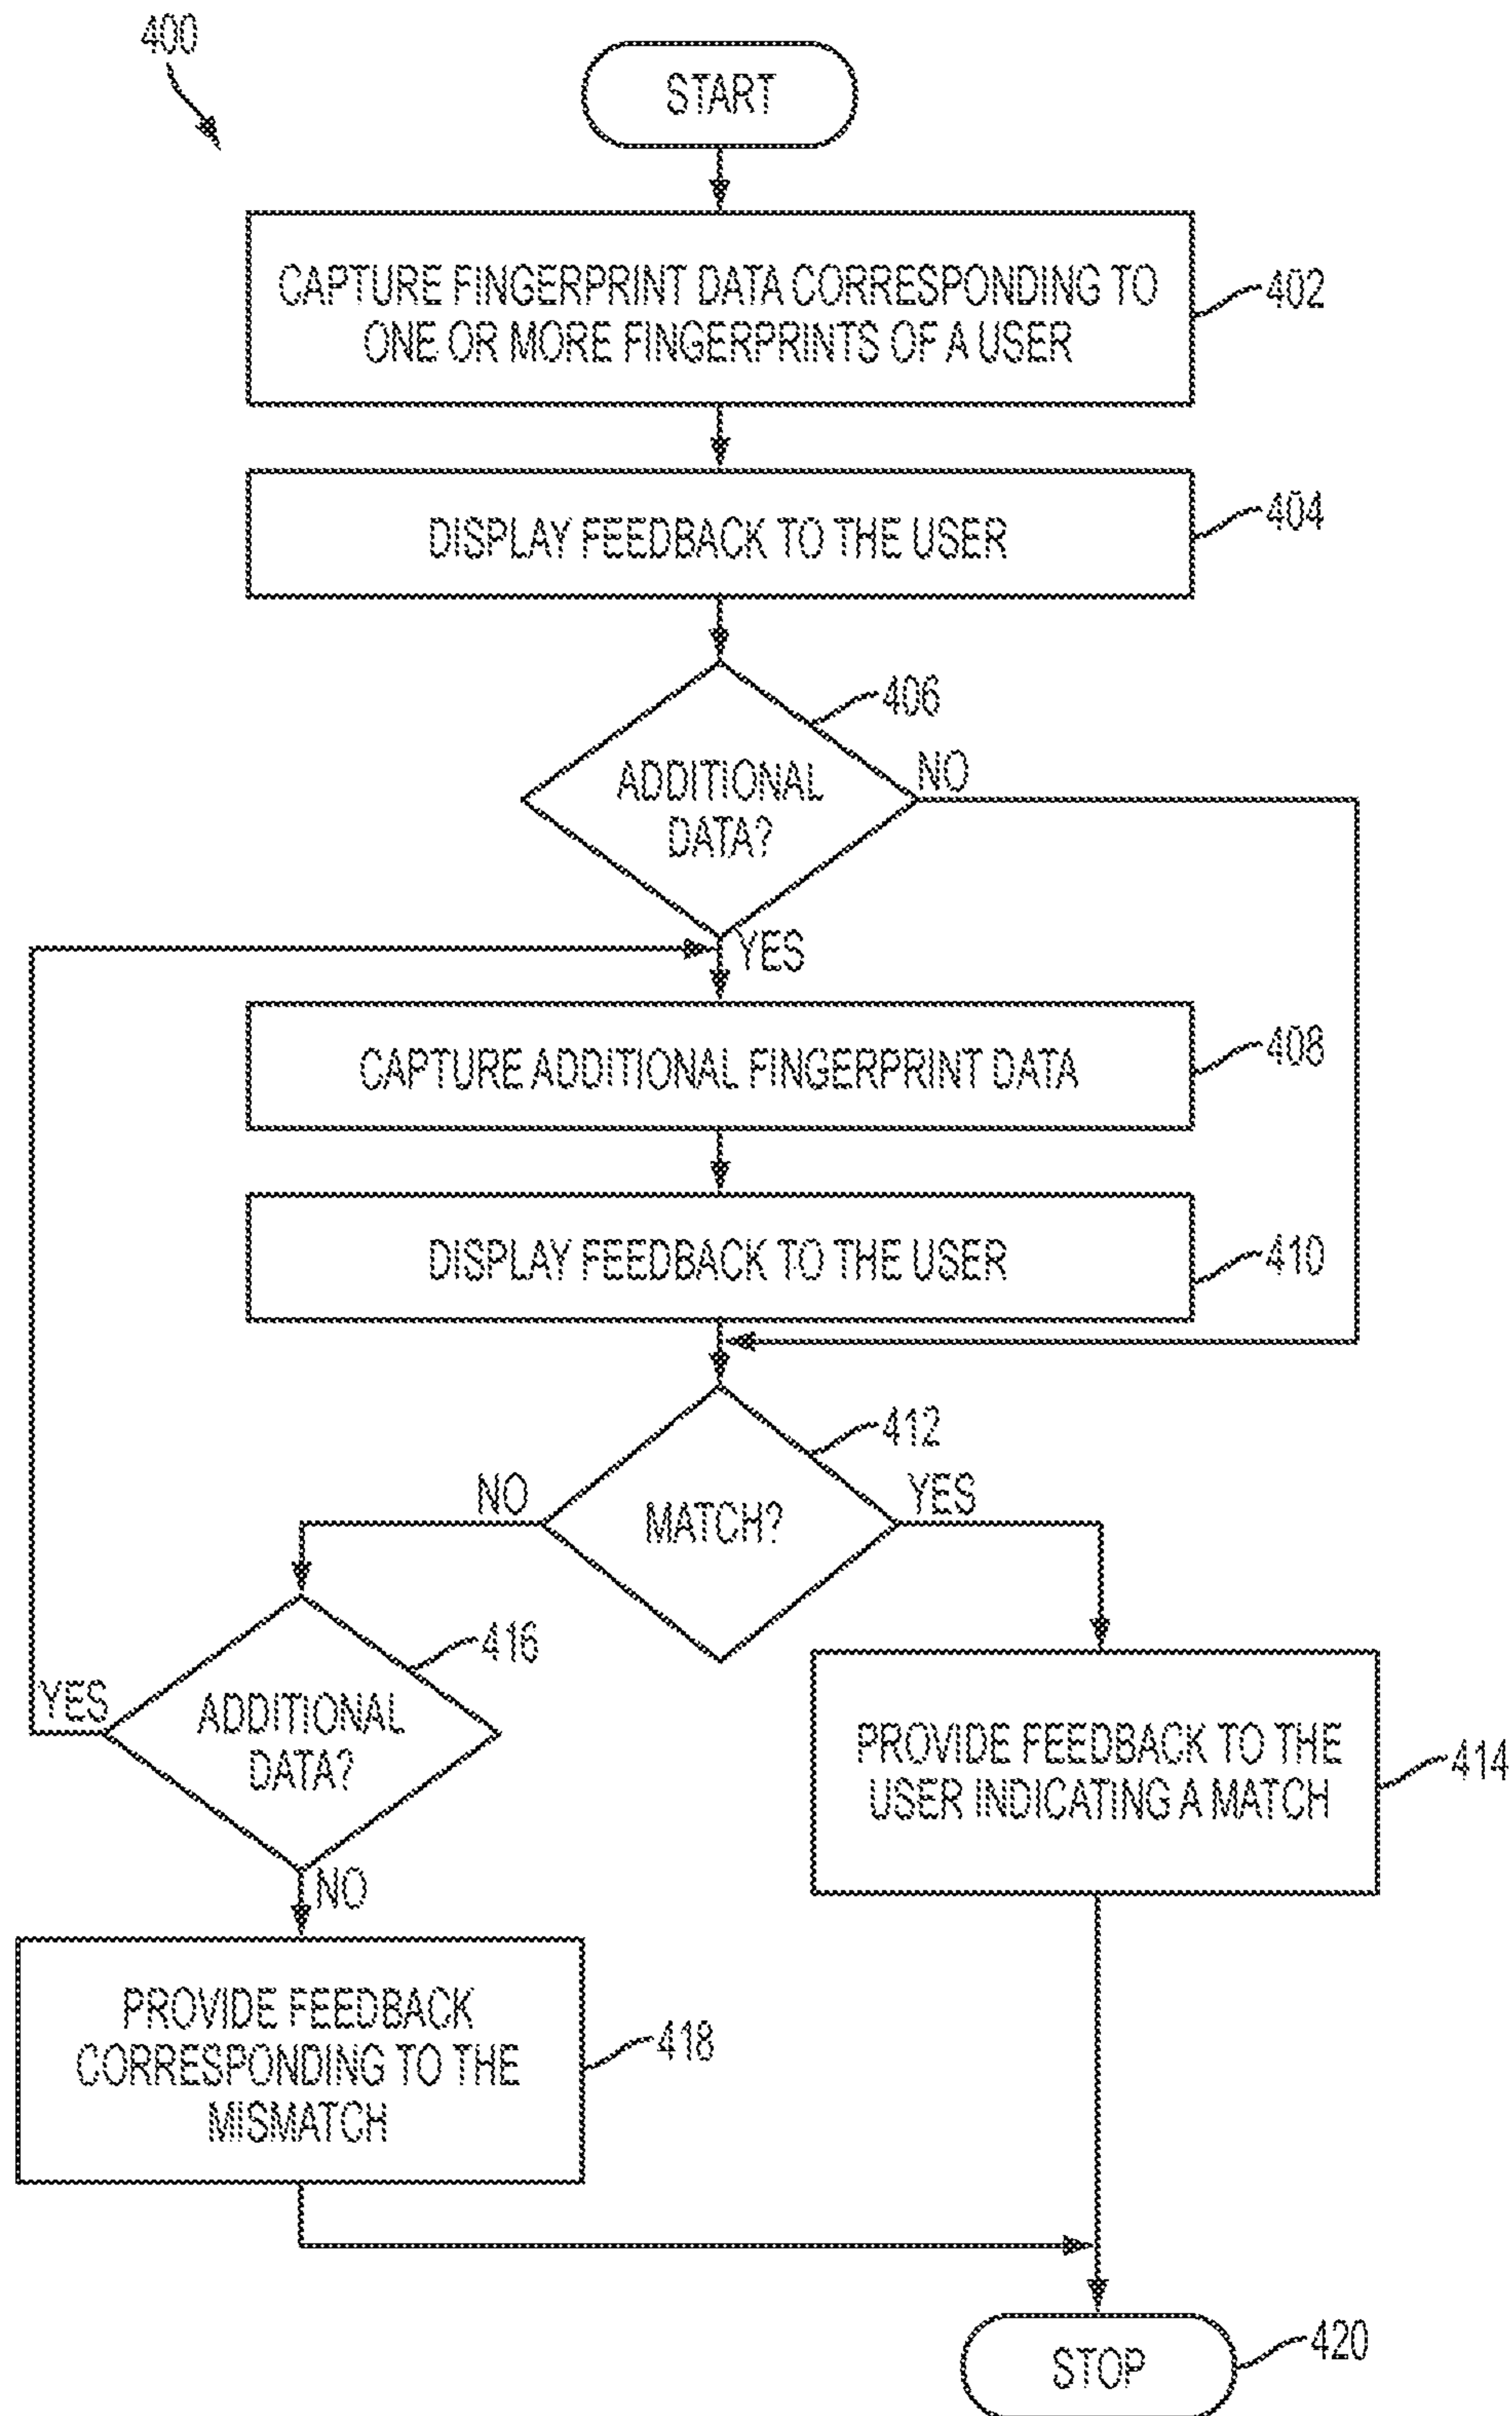 400
START
CAPTURE FINGERPRINT DATA CORRESPONDING TO
ONE OR MORE FINGERPRINTS OF A USER
402
DISPLAY FEEDBACK TO THE USER
404
406
ADDITIONAL
DATA?
NO
YES
CAPTURE ADDITIONAL FINGERPRINT DATA
408
DISPLAY FEEDBACK TO THE USER
410
412
MATCH?
NO
YES
416
ADDITIONAL
DATA?
YES
NO
PROVIDE FEEDBACK TO THE
USER INDICATING A MATCH
414
PROVIDE FEEDBACK
CORRESPONDING TO THE
MISMATCH
418
STOP
420